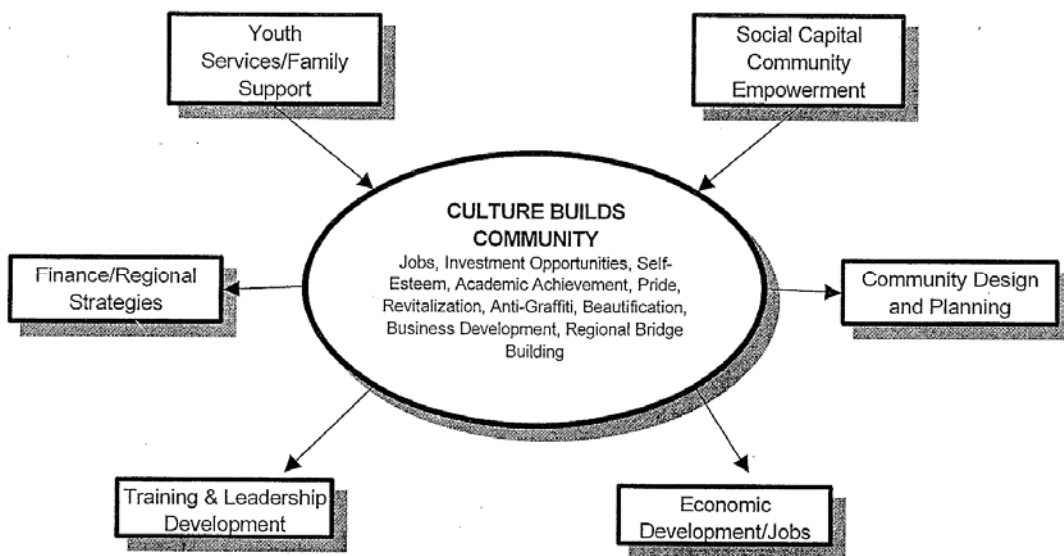 Youth
Services/Family
Support
Social Capital
Community
Empowerment
CULTURE BUILDS
COMMUNITY
Jobs, Investment Opportunities, Self-
Esteem, Academic Achievement, Pride,
Revitalization, Anti-Graffiti, Beautification,
Business Development, Regional Bridge
Building
Finance/Regional
Strategies
Community Design
and Planning
Training & Leadership
Development
Economic
Development/Jobs